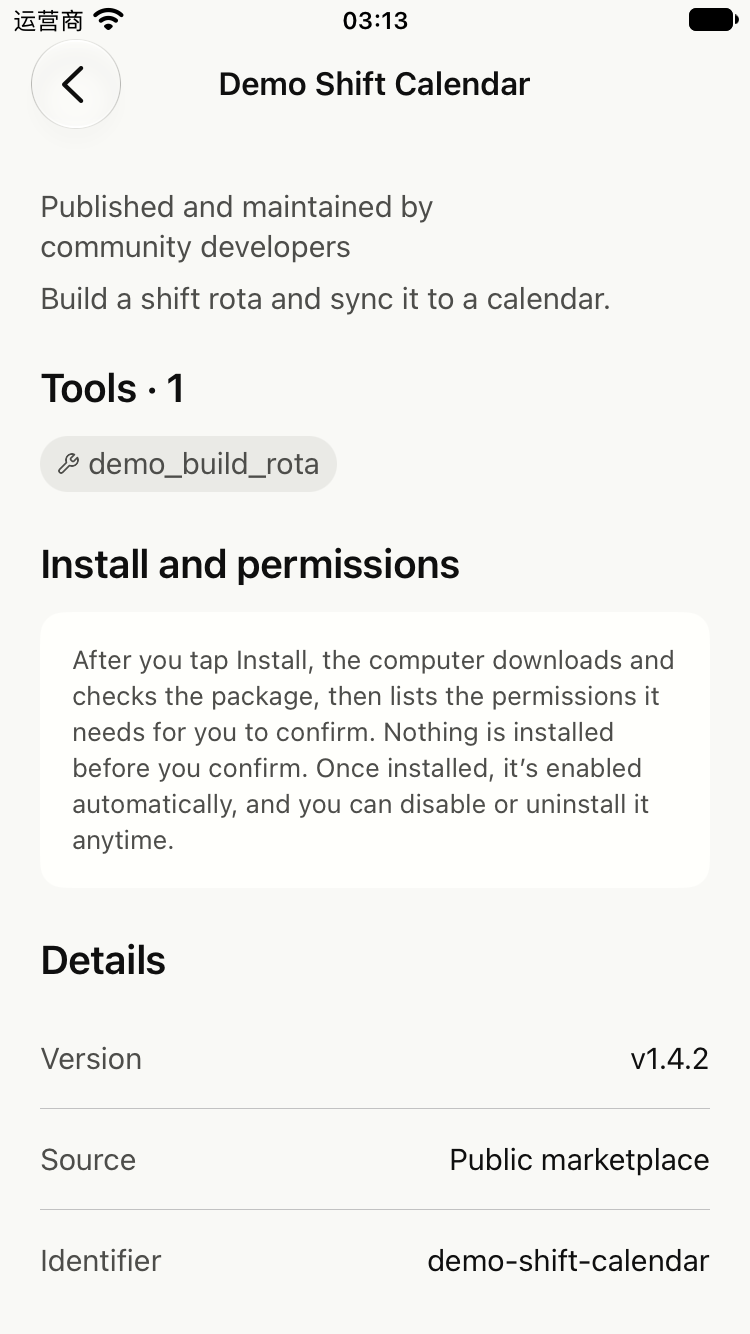 运营商
03:13
Demo Shift Calendar
Published and maintained by
community developers
Build a shift rota and sync it to a calendar.
Tools · 1
demo_build_rota
Install and permissions
After you tap Install, the computer downloads and
checks the package, then lists the permissions it
needs for you to confirm. Nothing is installed
before you confirm. Once installed, it’s enabled
automatically, and you can disable or uninstall it
anytime.
Details
Version v1.4.2
Source Public marketplace
Identifier demo-shift-calendar